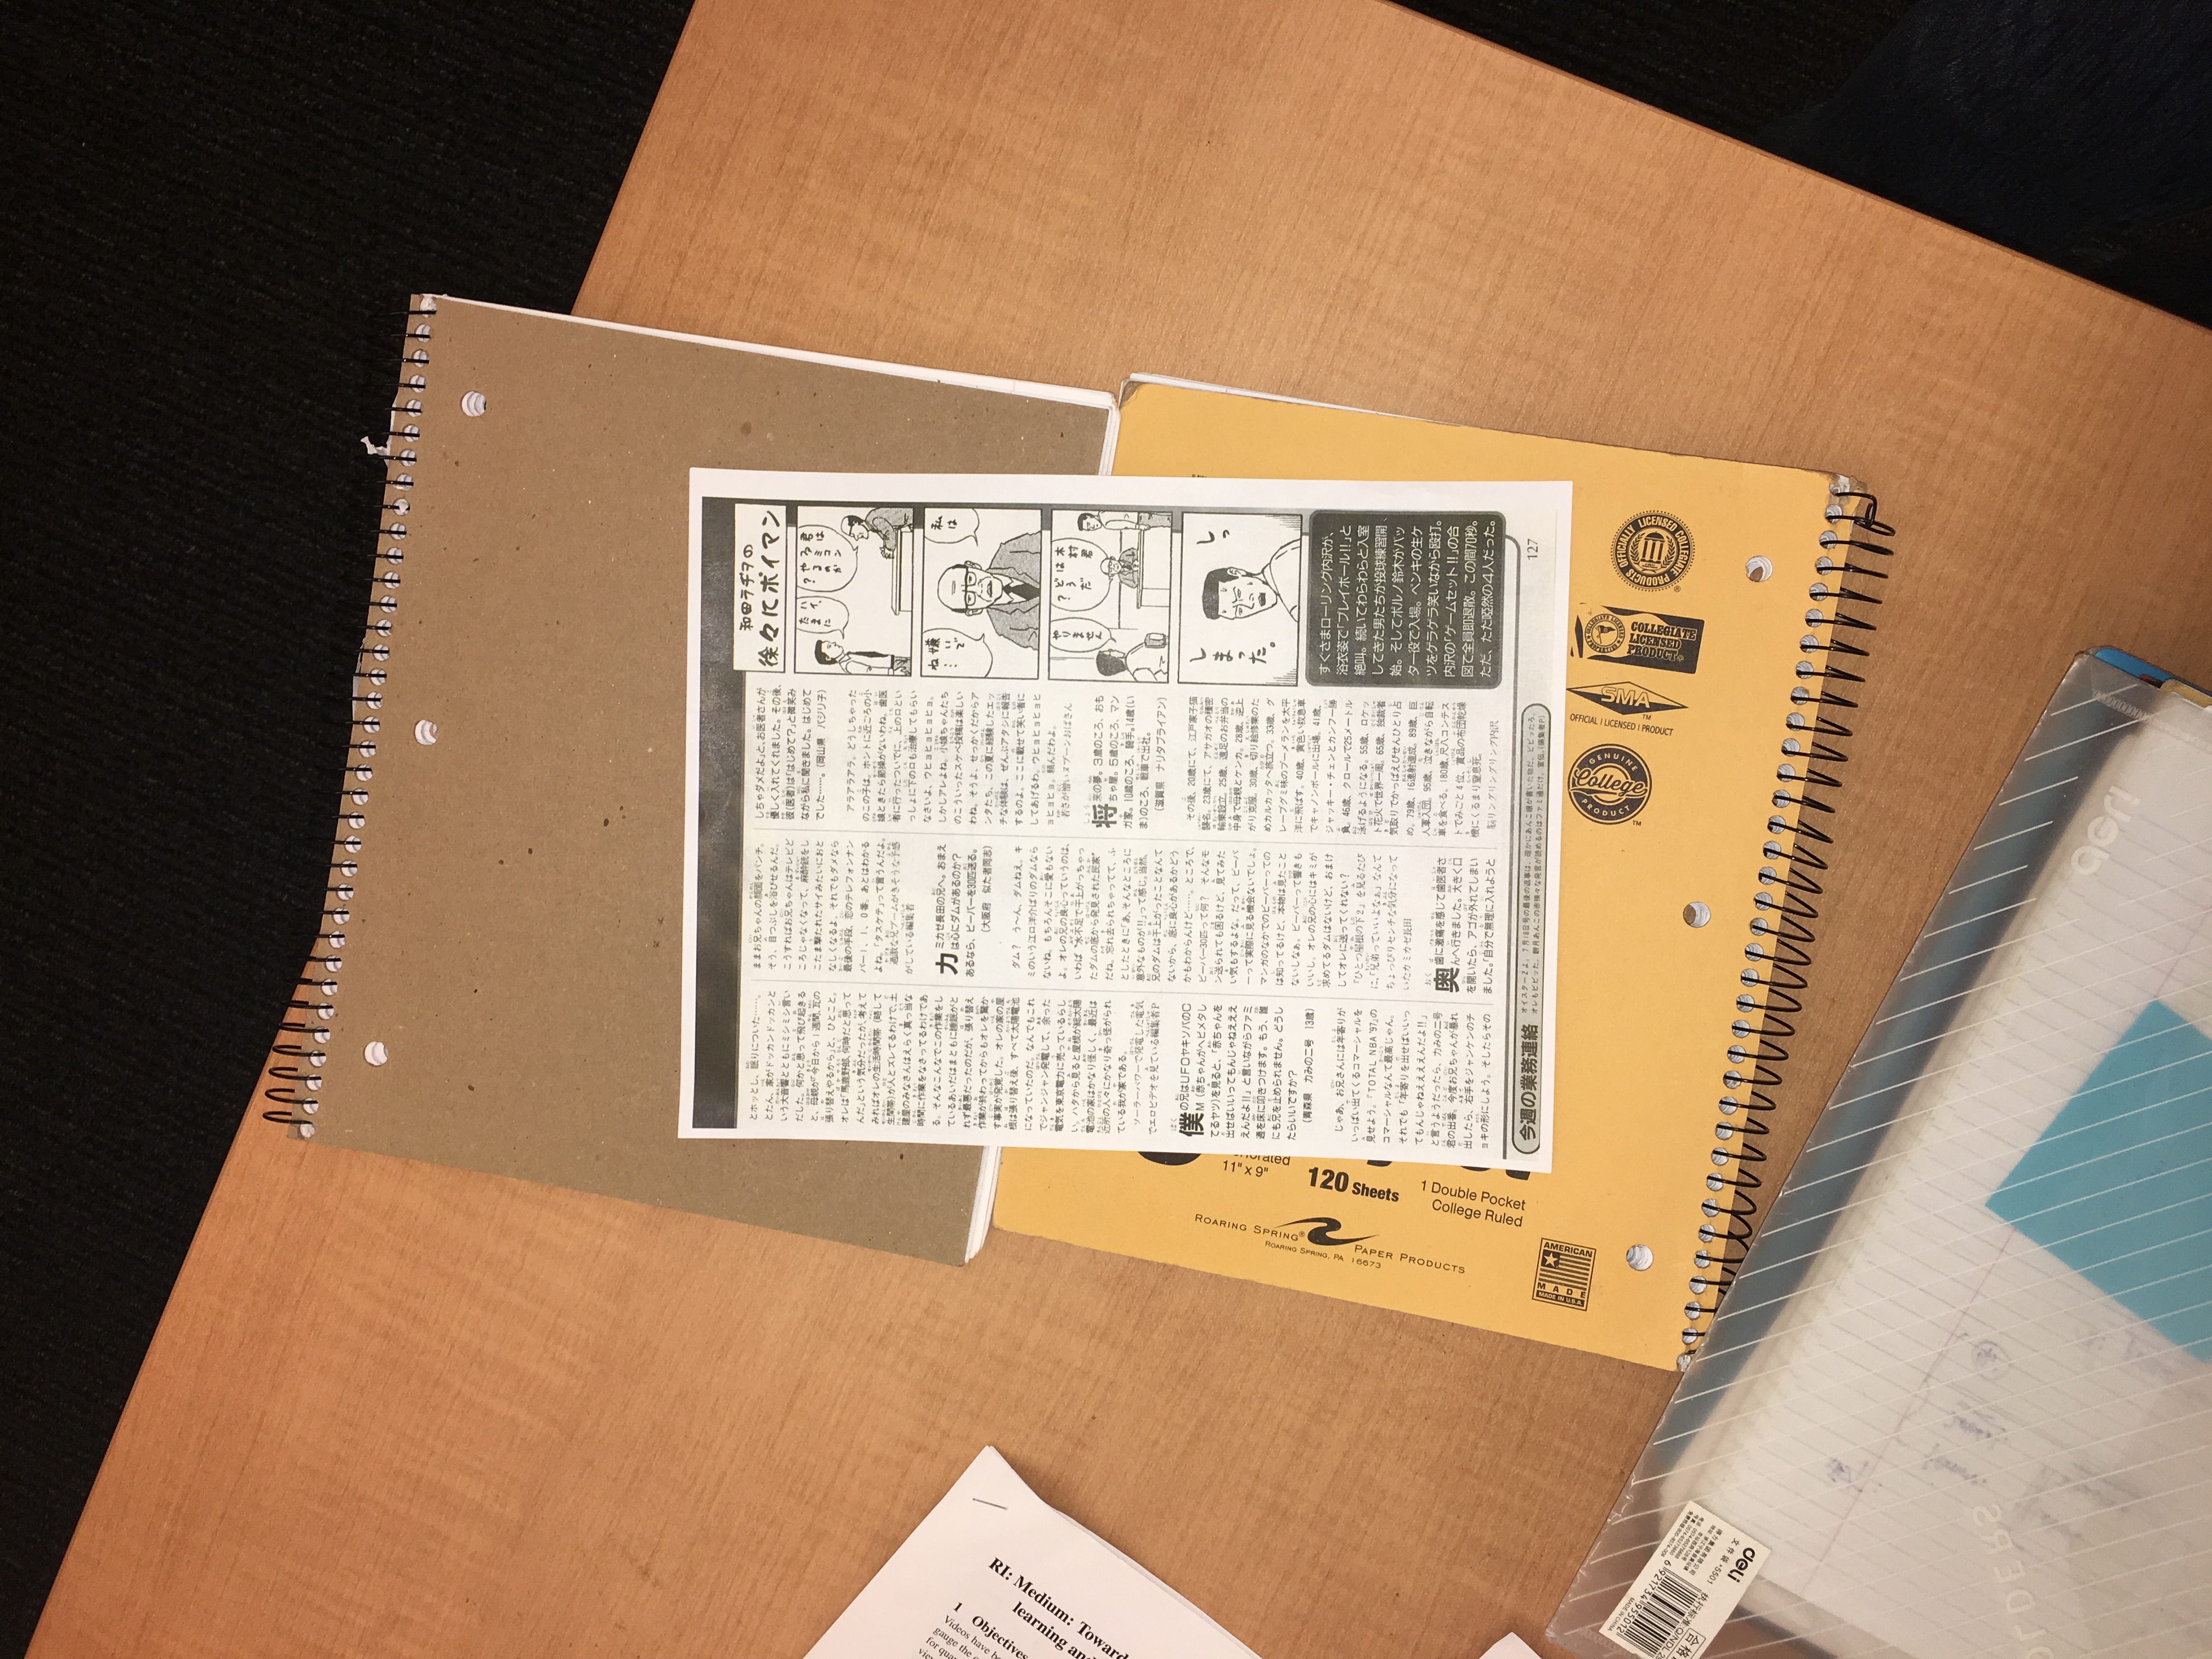 とホッとし、眠りについた……。
とたん、家がドッカンドッカンと
いう大音響とともにミシミシ言い
だした。何かと思って飛び起きる
と、母親が「今日から1週間、瓦の
張り替えやるから」と、ひとこと。
オレは「馬鹿野郎、何時だと思って
んだ」という気分だったが、考えて
みればオレの生活時間帯(略して
生間帯)が人とズレてるわけで、土
建屋のみなさんはえらく真っ当な
時間に作業をなさってるわけであ
る。そんなこんなでこの作業をし
ているあいだはまともに睡眠がと
れず最悪だったのだが、張り替え
作業が終わってからもオレを驚か
す事実が発覚した。オレの家の屋
根は張り替え後、すべて太陽電池
になっていたのだ。なんでもこれ
でジャンジャン発電して、余った
電気を東京電力に売っているらし
い。ハタから見ると屋根が総太陽
電池の家はかなり怪しく、最近は
近所の人々にかなり奇っ怪がられ
ている我が家である。
ソーラーパワーで発電した電気
でエロビデオを見ている編集者P
僕の兄はUFOヤキソバのC
M(赤ちゃんがヘビメタし
てるヤツ)を見ると、「赤ちゃんを
出せばいいってもんじゃねえええ
えんだよ!!」と言いながらファミ
通を床に叩きつけます。もう、誰
にも兄を止められません。どうし
たらいいですか?
(青森県 力みの二号 13歳)
じゃあ、お兄さんには年寄りが
いっぱい出てくるコマーシャルを
見せよう。『TOTAL NBA '97』の
コマーシャルなんて最高じゃん。
それでも「年寄りを出せばいいっ
てもんじゃねええええんだよ!!」
と言うようだったら、力みの二号
君の出番。今度お兄ちゃんが暴れ
出したら、右手をジャンケンのチ
ョキの形にしよう。そしたらその
ままお兄ちゃんの顔面をパンチ。
そう、目つぶしを浴びせるんだ。
こうすればお兄ちゃんはテレビど
ころじゃなくなって、麻酔銃をし
こたま撃たれたサイみたいにおと
なしくなるよ。それでもダメなら
最後の手段、恋のテレフォンナン
バー1、1、0番。あとはわかる
よね。「タスケテ」って言うんだよ。
過激な兄ブームがきそうな予感
がしている編集者
カミカゼ長田の兄へ。おまえ
は心にダムがあるのか?
あるなら、ビーバーを30匹送る。
(大阪府 似た者同志)
ダム? う〜ん、ダムねえ。キ
ミのいう江口洋介ばりのダムなら
ないね。もちろんそこに愛もない
よ。オレの兄の良心っていうのは、
いわば“水不足で干上がっちゃっ
たダムの底から発見された民家”
だね。忘れ去られちゃってて、ふ
としたときに「あ、そんなところに
意外なものが!!」って感じ。当然、
兄のダムは干上がったことなんて
ないから、底に良心があるかどう
かもわからんけど……。ところで、
ビーバー30匹って何? そんなモ
ン送られても困るけど、見てみた
い気もするよな。だって、ビーバ
ーって実際に見る機会ないでしょ。
マンガのなかでのビーバーっての
は知ってるけど、本物は見たこと
ないしなぁ。ビーバーって響きも
いいし。オレの兄の心にはキミが
求めてるダムはないけど、おまけ
してオレに送ってくれない?
『ひとつ屋根の下2』を見るたび
に、「兄弟っていいよなぁ」なんて
ちょっぴりセンチな気分になって
いたカミカゼ長田
奥歯に激痛を感じて歯医者さ
んへ行きました。大きく口
を開いたら、アゴが外れてしまい
ました。「自分で無理に入れようと
しちゃダメだよ」と、お医者さんが
優しく入れてくれました。その後、
彼(医者)は「はじめて?」と微笑み
ながら私に聞きました。はじめて
でした……。(岡山県 バジリ子)
アラアラアラ。どうしちゃった
のこの子は。ホントに近ごろの小
娘ときたら節操がないわね。歯医
者に行ったついでに、上の口とい
っしょに下の口も治療してもらい
なさいよ、ウヒョヒョヒョヒョ。
しかしアレよね。小娘ちゃんたち
のこういったスケベ投稿は楽しい
わね。そうよ、せっかくだからア
ンタたち、この夏に経験したエッ
チな体験は、ぜんぶアタシに報告
するのよ。ここに載せて笑い者に
してあげるわ。ウヒョヒョヒョヒ
ョヒョヒョ。頼んだわよ。
若さが憎いヌプーンおばさん
将来の夢。3歳のころ、おも
ちゃ屋。5歳のころ、マン
ガ家。10歳のころ、騎手。14歳(い
ま)のころ、戦車で出社。
(滋賀県 ナリタブライアン)
その後、20歳にて、江戸家子猫
襲名。23歳にて、アサガオの種密
輸業設立。25歳、遠足のお弁当の
中身で母親とケンカ。28歳、逆上
がり克服。30歳、切り絵修業のた
めカルカッタへ旅立つ。33歳、グ
レープグミ味のブーメランを太平
洋に飛ばす。40歳、黄色い救急車
でキャノンボールに出場。41歳、
ジャッキー・チェンとカンフー勝
負。46歳、クロールで25メートル
泳げるようになる。55歳、ロケッ
ト花火で世界一周。65歳、独裁者
気取りでかっぱえびせんひとり占
め。79歳、16連射達成。89歳、巨
人軍入団。95歳、泣きながら自転
車を食べる。180歳、尺八コンテス
トでみごと4位、賞品の布団乾燥
機にくるまり窒息死。
脳リングリングリング内沢
和田ラヂヲの
徐々にポイマン
君は
ファミコン
やるのか
?
ハイ、
たまに
私は
嫌いで
ね…
木村君
は
どうだ
?
やりません
しっ
しまった。
すぐさまローリング内沢が、
浴衣姿で「プレイボール!!」と
絶叫。続いてわらわらと入室
してきた男たちが投球練習開
始。そしてポルノ鈴木がバッ
ター役で入場。ペンキの生ケ
ツをゲラゲラ笑いながら殴打。
内沢の「ゲームセット!!」の合
図で全員即退散。この間70秒。
ただ、ただ啞然の4人だった。
今週の業務連絡
オイスターZよ。7月18日号の最後の返事は、確かにあんこ嬢が書いた物だ。ビビったろ。
127
RI: Medium: Toward
learning an
1 Objectives
ROARING SPRING®
ROARING SPRING, PA 16673
PAPER PRODUCTS
11" x 9"
120 Sheets
1 Double Pocket
College Ruled
AMERICAN
MADE
GENUINE
College
PRODUCT
TM
SMA
TM
OFFICIAL LICENSED PRODUCT
COLLEGIATE
LICENSED
PRODUCT
®
OFFICIALLY LICENSED COLLEGIATE PRODUCTS
deli
文件袋・5501
合格
6 921734 955012
MADE IN CHINA
OLDERS
deli